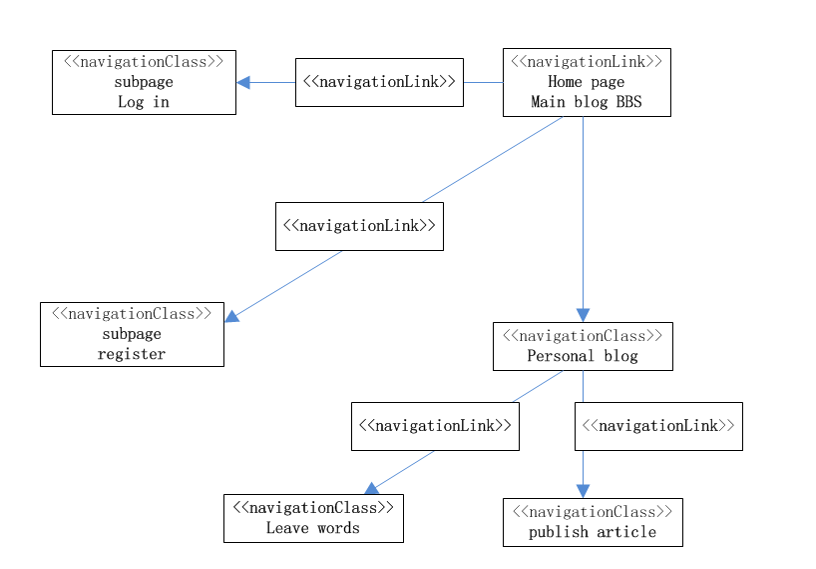 <<navigationClass>>
subpage
Log in
<<navigationLink>>
<<navigationLink>>
Home page
Main blog BBS
<<navigationLink>>
<<navigationClass>>
subpage
register
<<navigationClass>>
Personal blog
<<navigationLink>>
<<navigationLink>>
<<navigationClass>>
Leave words
<<navigationClass>>
publish article